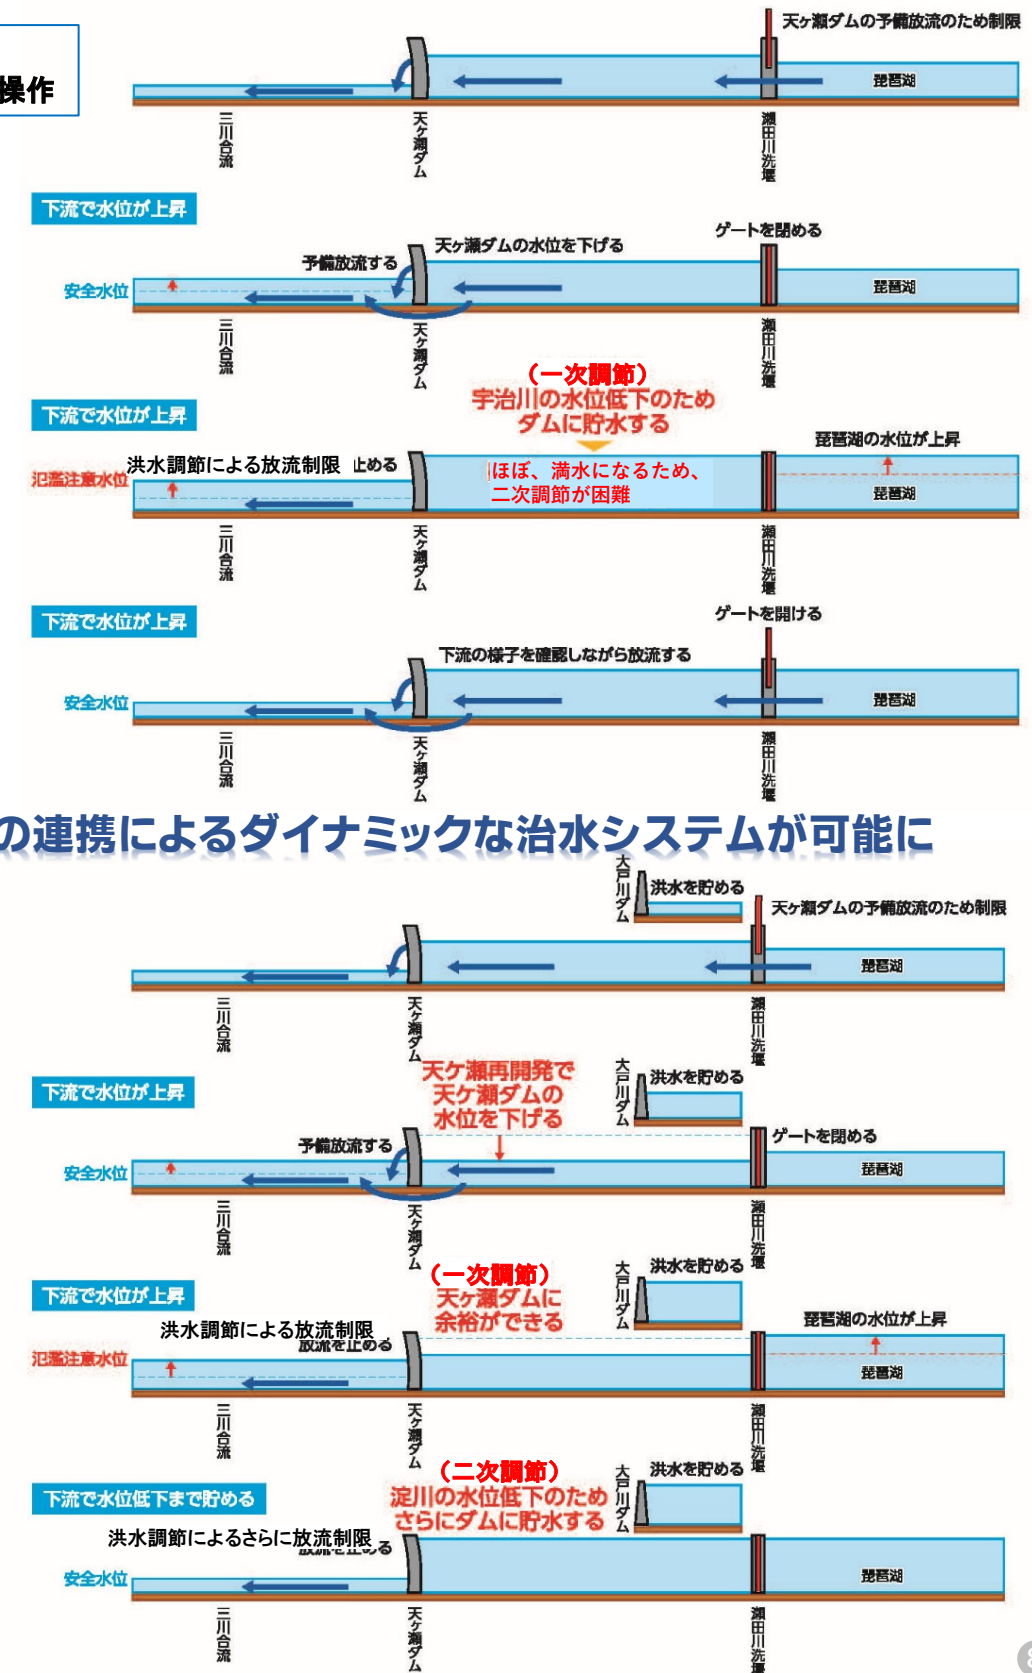 操作
天ヶ瀬ダムの予備放流のため制限
琵琶湖
三川合流
天ヶ瀬ダム
瀬田川洗堰
下流で水位が上昇
予備放流する
天ヶ瀬ダムの水位を下げる
ゲートを閉める
安全水位
琵琶湖
三川合流
天ヶ瀬ダム
瀬田川洗堰
下流で水位が上昇
(一次調節)
宇治川の水位低下のため
ダムに貯水する
琵琶湖の水位が上昇
洪水調節による放流制限
止める
氾濫注意水位
ほぼ、満水になるため、
二次調節が困難
琵琶湖
三川合流
天ヶ瀬ダム
瀬田川洗堰
下流で水位が上昇
ゲートを開ける
下流の様子を確認しながら放流する
安全水位
琵琶湖
三川合流
天ヶ瀬ダム
瀬田川洗堰
の連携によるダイナミックな治水システムが可能に
大戸川ダム
洪水を貯める
天ヶ瀬ダムの予備放流のため制限
琵琶湖
三川合流
天ヶ瀬ダム
瀬田川洗堰
下流で水位が上昇
天ケ瀬再開発で
天ケ瀬ダムの
水位を下げる
大戸川ダム
洪水を貯める
予備放流する
ゲートを閉める
安全水位
琵琶湖
三川合流
天ヶ瀬ダム
瀬田川洗堰
下流で水位が上昇
(一次調節)
天ヶ瀬ダムに
余裕ができる
大戸川ダム
洪水を貯める
琵琶湖の水位が上昇
洪水調節による放流制限
放流を止める
氾濫注意水位
琵琶湖
三川合流
天ヶ瀬ダム
瀬田川洗堰
下流で水位低下まで貯める
(二次調節)
淀川の水位低下のため
さらにダムに貯水する
大戸川ダム
洪水を貯める
洪水調節によるさらに放流制限
放流を止める
安全水位
琵琶湖
三川合流
天ヶ瀬ダム
瀬田川洗堰